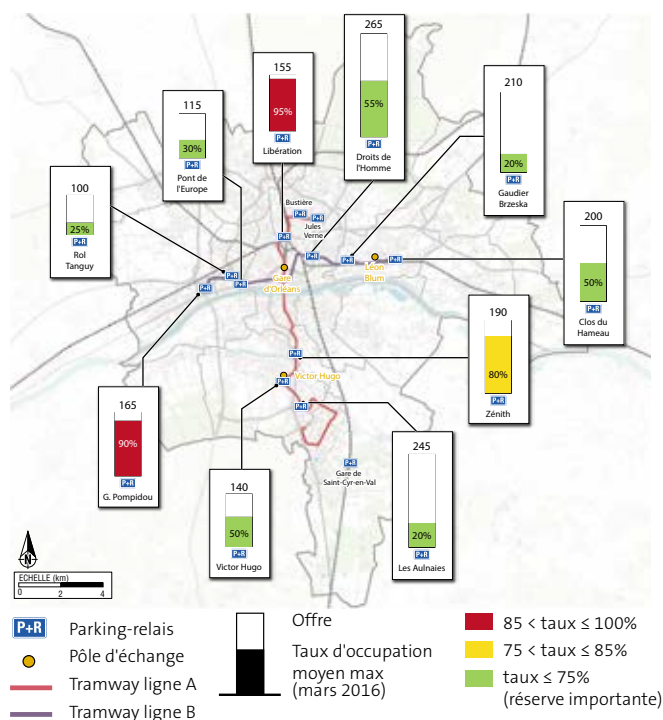 265
55%
P+R
Droits de
l'Homme
155
95%
P+R
Libération
210
20%
P+R
Gaudier
Brzeska
115
30%
P+R
Pont de
l'Europe
100
25%
P+R
Rol
Tanguy
200
50%
P+R
Clos du
Hameau
Bustière
P+R
P+R
Jules
Verne
P+R
P+R
P+R
P+R
Léon
Blum
Gare
d'Orléans
P+R
P+R
P+R
190
80%
P+R
Zénith
P+R
Victor Hugo
P+R
P+R
165
90%
P+R
G. Pompidou
140
50%
P+R
Victor Hugo
245
20%
P+R
Les Aulnaies
P+R
Gare de
Saint-Cyr-en-Val
N
ECHELLE (km)
0 2 4
P+R Parking-relais
Pôle d'échange
Tramway ligne A
Tramway ligne B
Offre
Taux d'occupation
moyen max
(mars 2016)
85 < taux ≤ 100%
75 < taux ≤ 85%
taux ≤ 75%
(réserve importante)